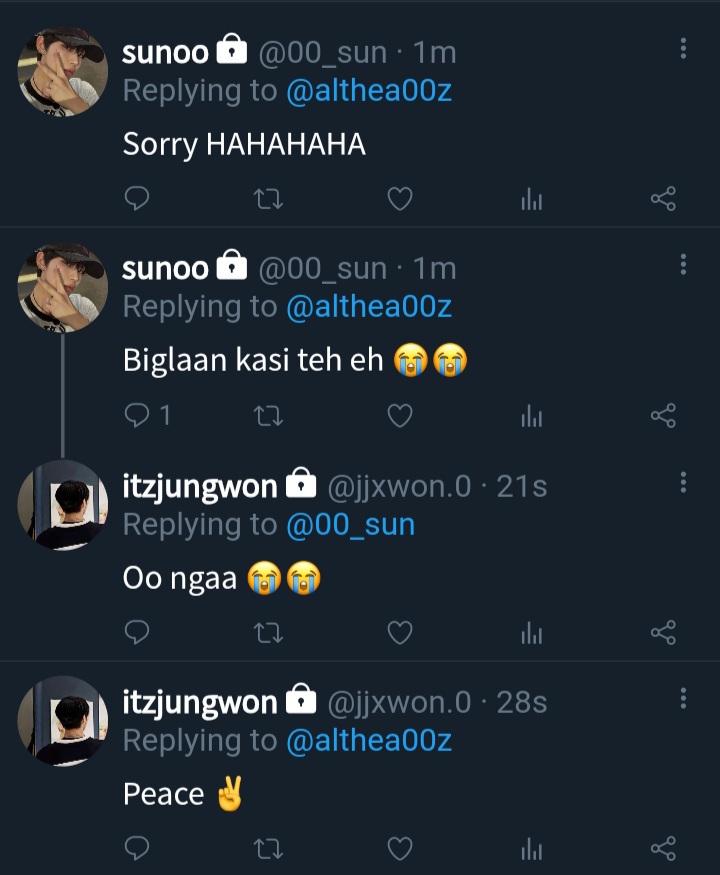 sunoo @00_sun · 1m
Replying to @althea00z
Sorry HAHAHAHA
sunoo @00_sun · 1m
Replying to @althea00z
Biglaan kasi teh eh 😭😭
1
itzjungwon @jjxwon.0 · 21s
Replying to @00_sun
Oo ngaa 😭😭
itzjungwon @jjxwon.0 · 28s
Replying to @althea00z
Peace ✌️